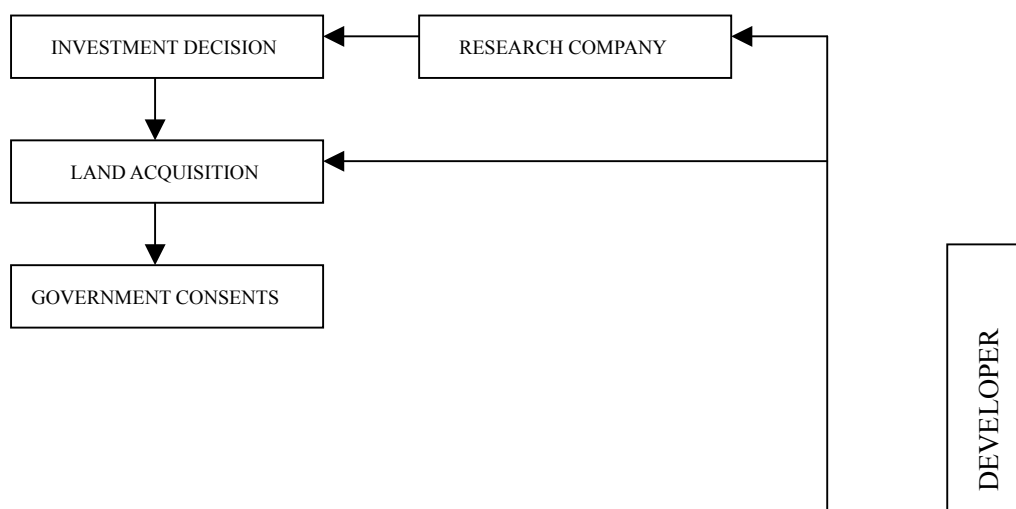 INVESTMENT DECISION
RESEARCH COMPANY
LAND ACQUISITION
GOVERNMENT CONSENTS
DEVELOPER